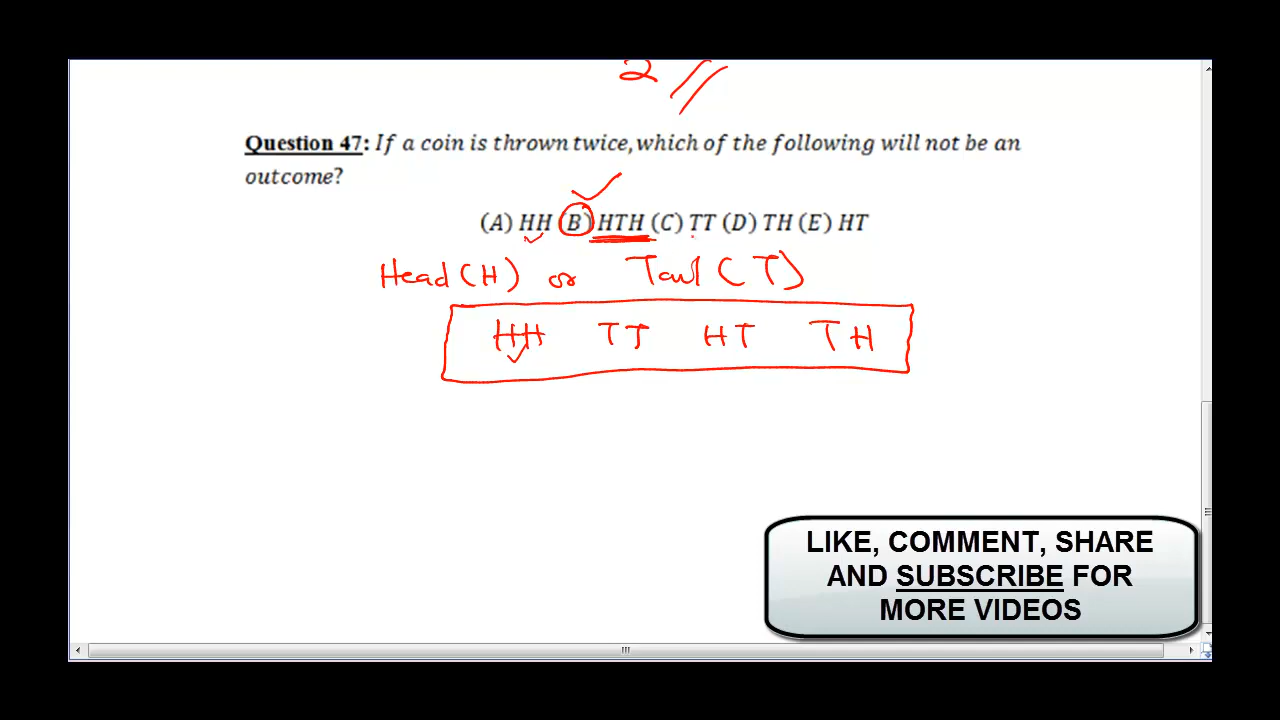 2
Question 47: If a coin is thrown twice, which of the following will not be an
outcome?
(A) HH (B) HTH (C) TT (D) TH (E) HT
Head (H) or Tail (T)
HH TT HT TH
LIKE, COMMENT, SHARE
AND SUBSCRIBE FOR
MORE VIDEOS